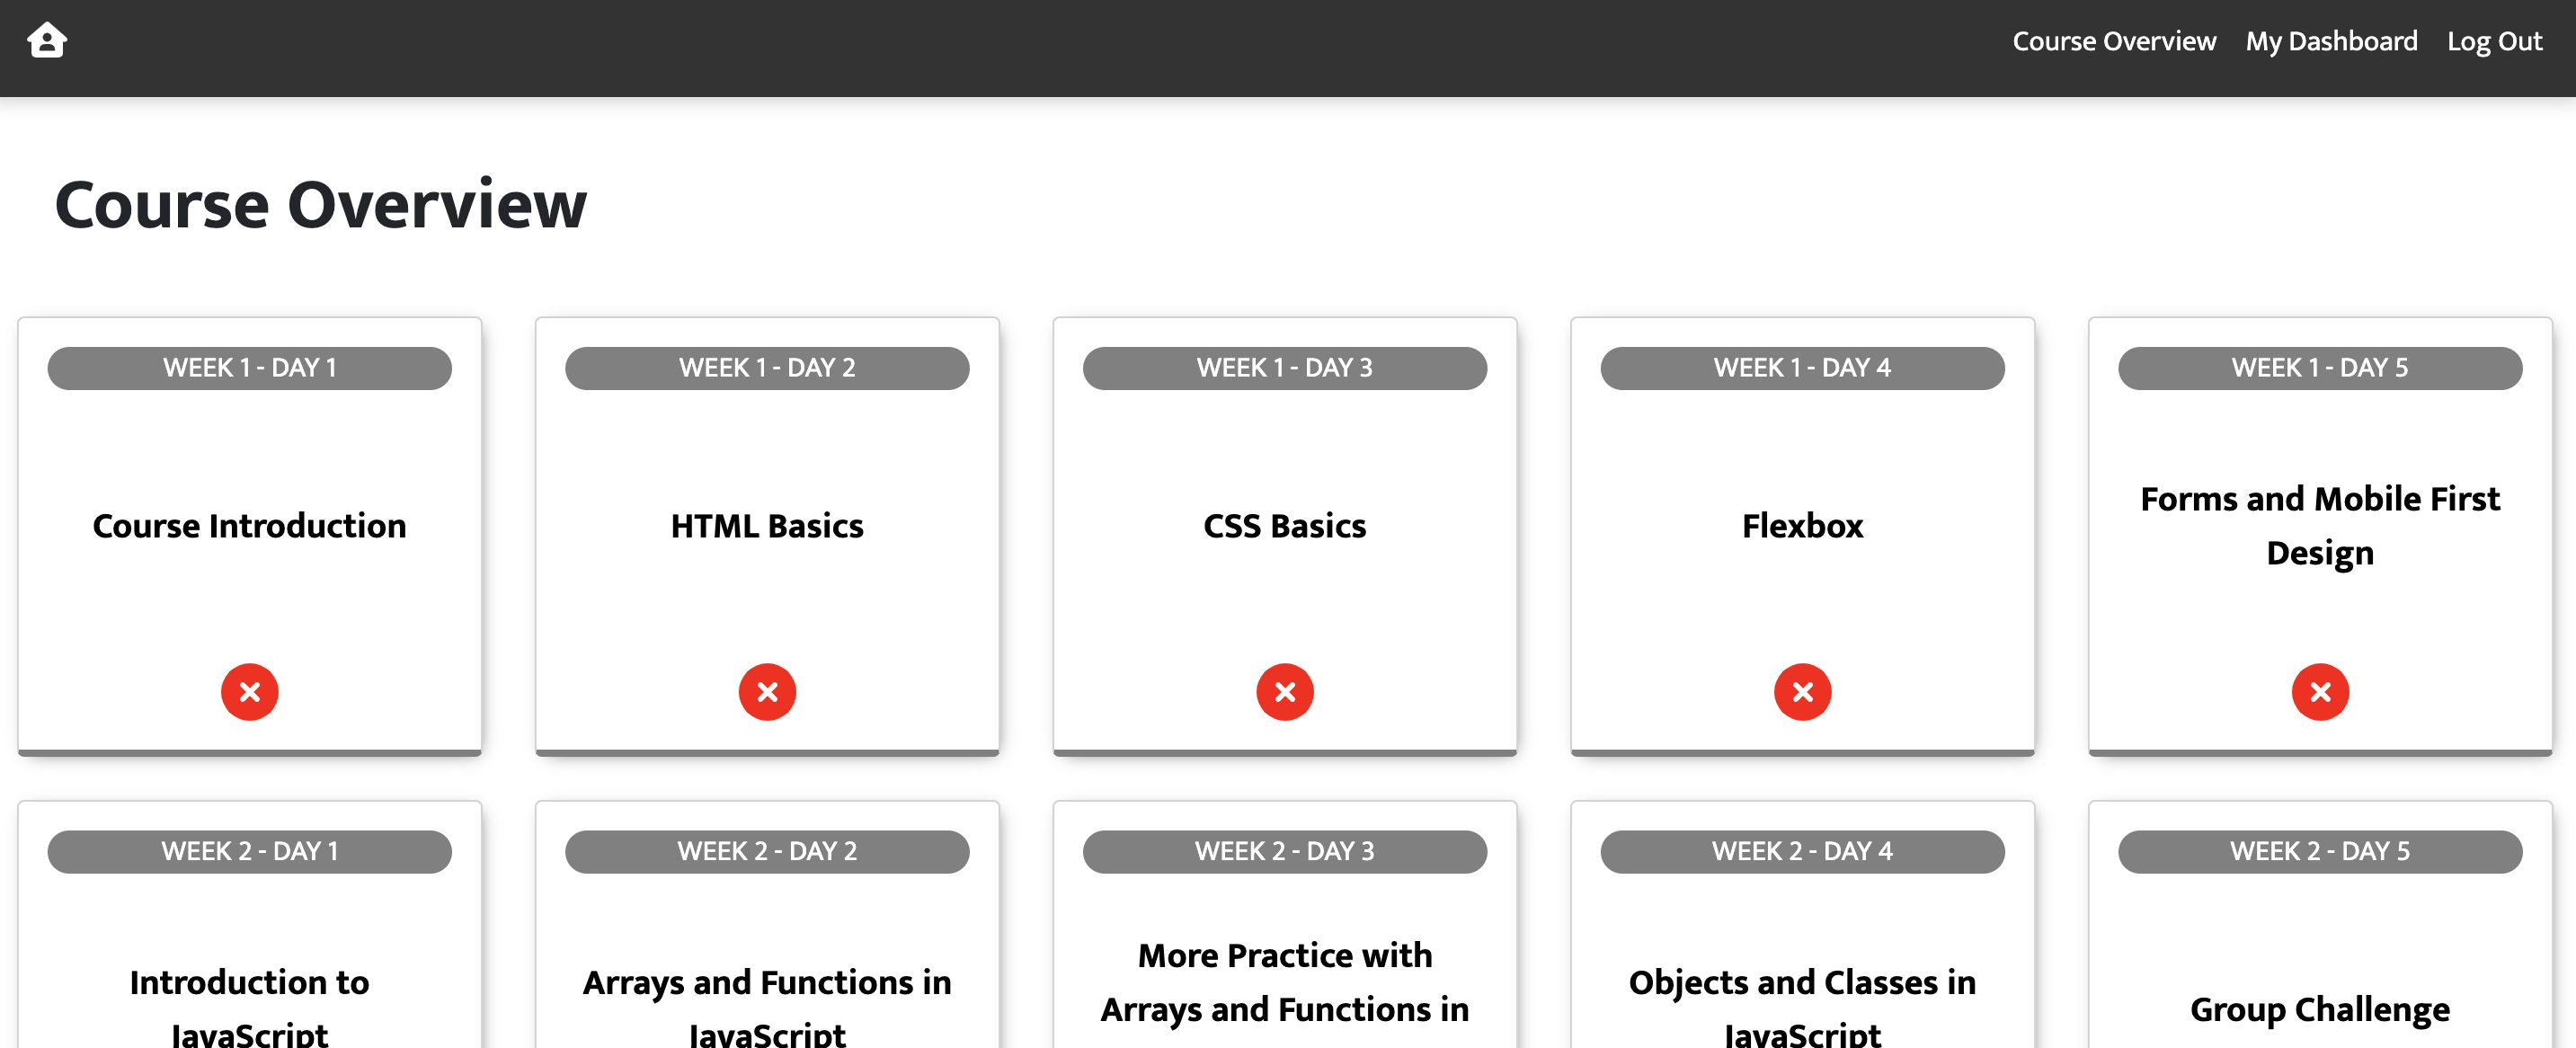 Course Overview My Dashboard Log Out
Course Overview
WEEK 1 - DAY 1
Course Introduction
WEEK 1 - DAY 2
HTML Basics
WEEK 1 - DAY 3
CSS Basics
WEEK 1 - DAY 4
Flexbox
WEEK 1 - DAY 5
Forms and Mobile First
Design
WEEK 2 - DAY 1
Introduction to
JavaScript
WEEK 2 - DAY 2
Arrays and Functions in
JavaScript
WEEK 2 - DAY 3
More Practice with
Arrays and Functions in
WEEK 2 - DAY 4
Objects and Classes in
JavaScript
WEEK 2 - DAY 5
Group Challenge